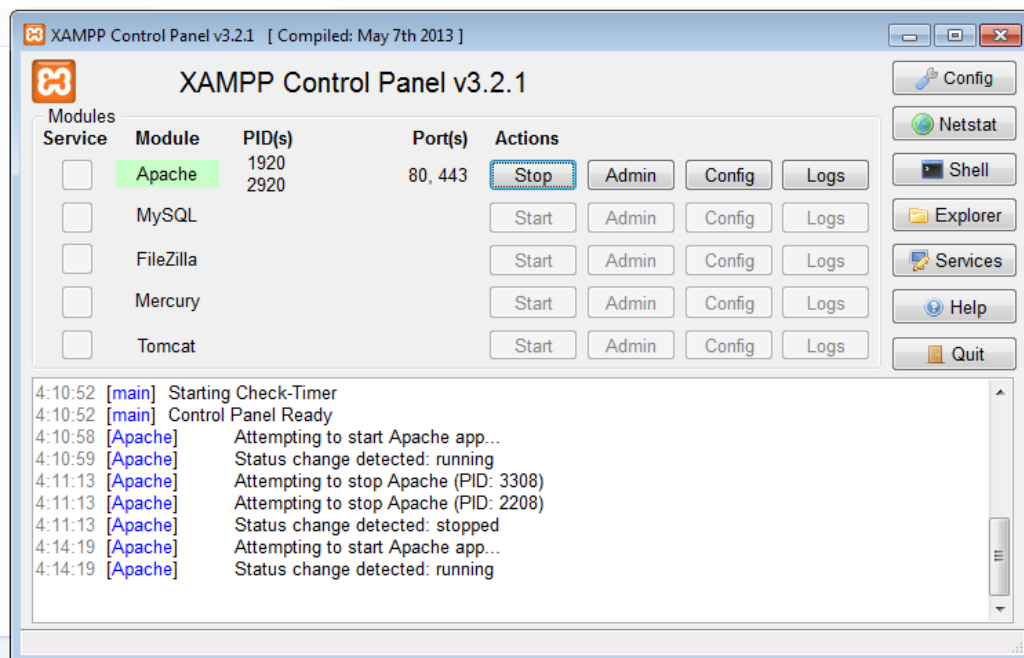 XAMPP Control Panel v3.2.1 [ Compiled: May 7th 2013 ]
XAMPP Control Panel v3.2.1
Config
Modules
Netstat
Service Module PID(s) Port(s) Actions
Apache 1920 2920 80, 443 Stop Admin Config Logs
Shell
MySQL Start Admin Config Logs
Explorer
FileZilla Start Admin Config Logs
Services
Mercury Start Admin Config Logs
Help
Tomcat Start Admin Config Logs
Quit
4:10:52 [main] Starting Check-Timer
4:10:52 [main] Control Panel Ready
4:10:58 [Apache] Attempting to start Apache app...
4:10:59 [Apache] Status change detected: running
4:11:13 [Apache] Attempting to stop Apache (PID: 3308)
4:11:13 [Apache] Attempting to stop Apache (PID: 2208)
4:11:13 [Apache] Status change detected: stopped
4:14:19 [Apache] Attempting to start Apache app...
4:14:19 [Apache] Status change detected: running